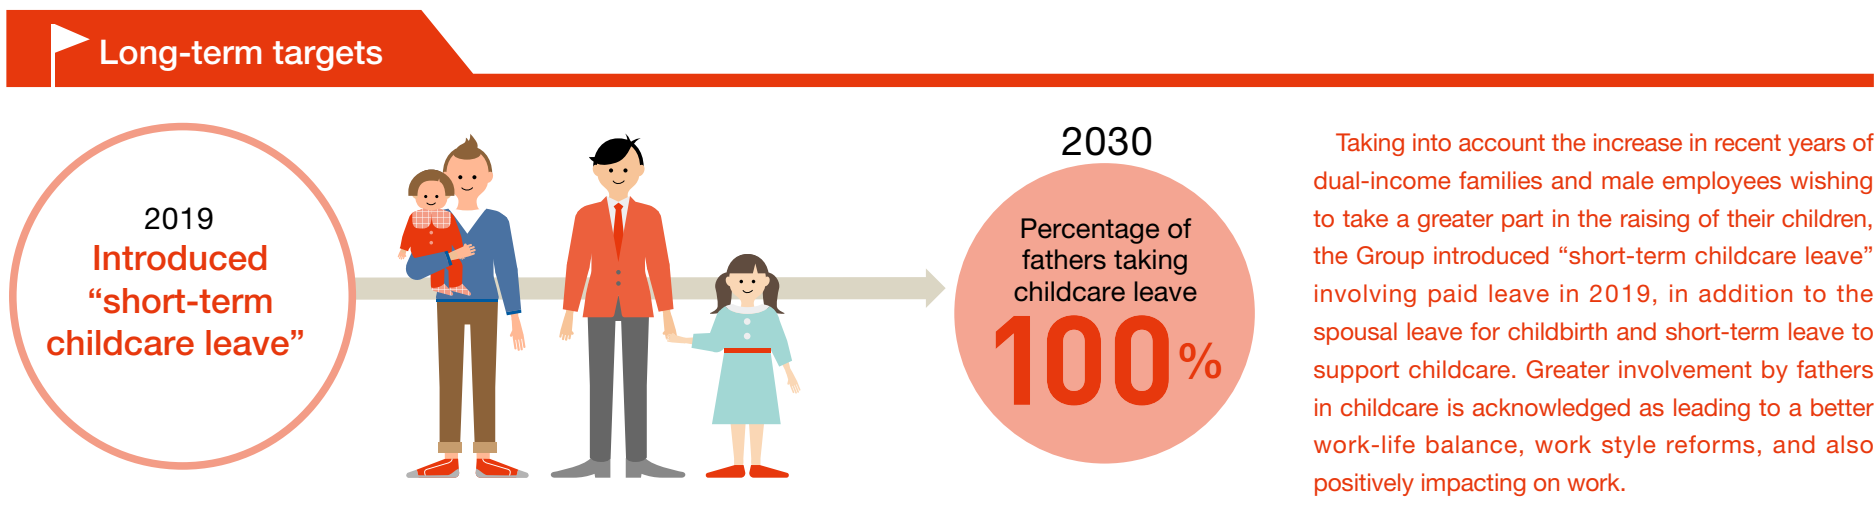 Long-term targets
2019
Introduced
“short-term
childcare leave”
2030
Percentage of
fathers taking
childcare leave
100%
Taking into account the increase in recent years of
dual-income families and male employees wishing
to take a greater part in the raising of their children,
the Group introduced “short-term childcare leave”
involving paid leave in 2019, in addition to the
spousal leave for childbirth and short-term leave to
support childcare. Greater involvement by fathers
in childcare is acknowledged as leading to a better
work-life balance, work style reforms, and also
positively impacting on work.